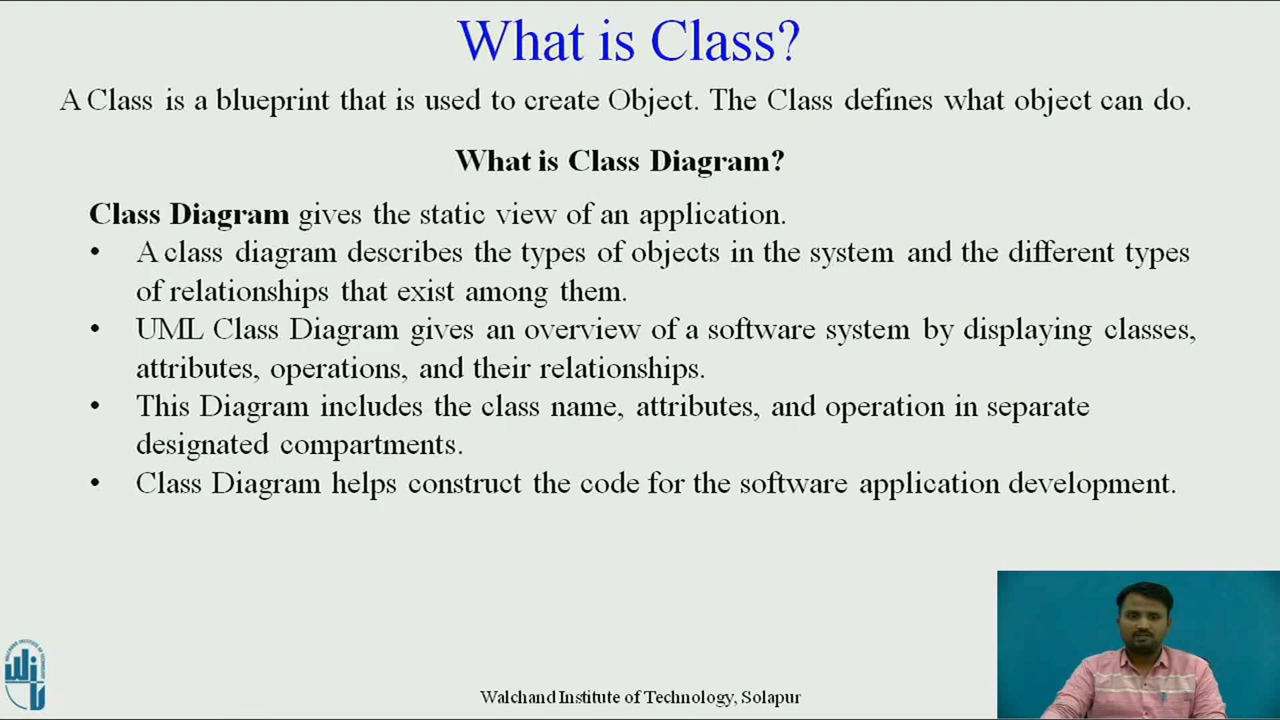 What is Class?
A Class is a blueprint that is used to create Object. The Class defines what object can do.
What is Class Diagram?
Class Diagram gives the static view of an application.
• A class diagram describes the types of objects in the system and the different types
of relationships that exist among them.
• UML Class Diagram gives an overview of a software system by displaying classes,
attributes, operations, and their relationships.
• This Diagram includes the class name, attributes, and operation in separate
designated compartments.
• Class Diagram helps construct the code for the software application development.
Walchand Institute of Technology, Solapur